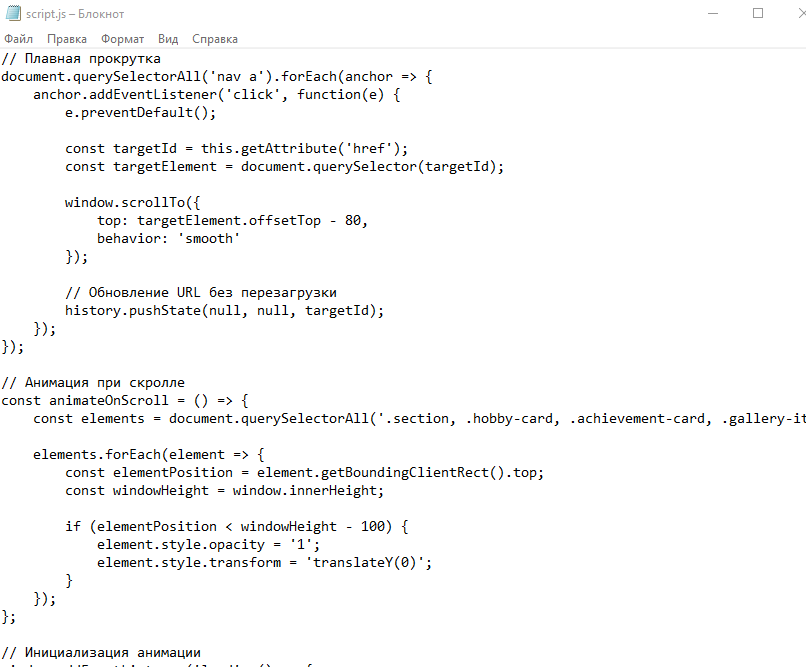 script.js – Блокнот
Файл Правка Формат Вид Справка
// Плавная прокрутка
document.querySelectorAll('nav a').forEach(anchor => {
    anchor.addEventListener('click', function(e) {
        e.preventDefault();
        const targetId = this.getAttribute('href');
        const targetElement = document.querySelector(targetId);
        window.scrollTo({
            top: targetElement.offsetTop - 80,
            behavior: 'smooth'
        });
        // Обновление URL без перезагрузки
        history.pushState(null, null, targetId);
    });
});
// Анимация при скролле
const animateOnScroll = () => {
    const elements = document.querySelectorAll('.section, .hobby-card, .achievement-card, .gallery-it
    elements.forEach(element => {
        const elementPosition = element.getBoundingClientRect().top;
        const windowHeight = window.innerHeight;
        if (elementPosition < windowHeight - 100) {
            element.style.opacity = '1';
            element.style.transform = 'translateY(0)';
        }
    });
};
// Инициализация анимации